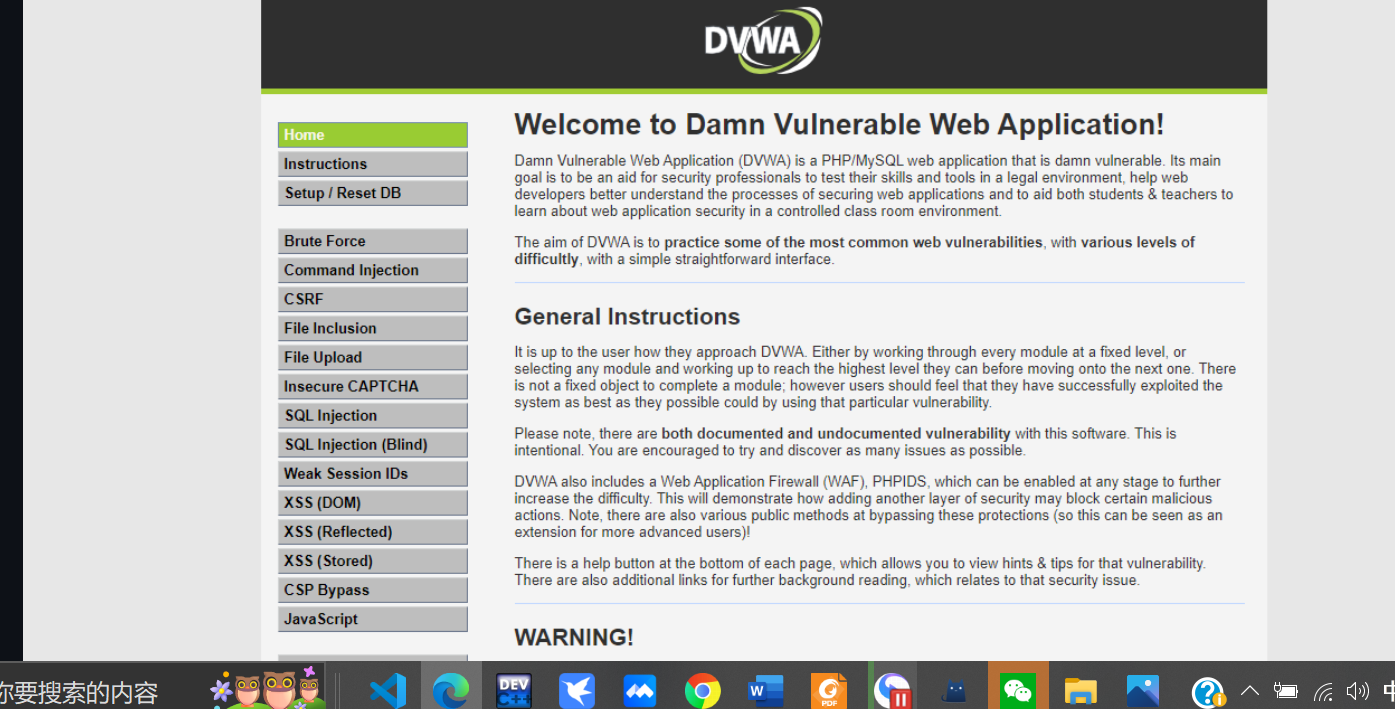 DVWA
Home
Instructions
Setup / Reset DB
Brute Force
Command Injection
CSRF
File Inclusion
File Upload
Insecure CAPTCHA
SQL Injection
SQL Injection (Blind)
Weak Session IDs
XSS (DOM)
XSS (Reflected)
XSS (Stored)
CSP Bypass
JavaScript
Welcome to Damn Vulnerable Web Application!
Damn Vulnerable Web Application (DVWA) is a PHP/MySQL web application that is damn vulnerable. Its main
goal is to be an aid for security professionals to test their skills and tools in a legal environment, help web
developers better understand the processes of securing web applications and to aid both students & teachers to
learn about web application security in a controlled class room environment.
The aim of DVWA is to practice some of the most common web vulnerabilities, with various levels of
difficultly, with a simple straightforward interface.
General Instructions
It is up to the user how they approach DVWA. Either by working through every module at a fixed level, or
selecting any module and working up to reach the highest level they can before moving onto the next one. There
is not a fixed object to complete a module; however users should feel that they have successfully exploited the
system as best as they possible could by using that particular vulnerability.
Please note, there are both documented and undocumented vulnerability with this software. This is
intentional. You are encouraged to try and discover as many issues as possible.
DVWA also includes a Web Application Firewall (WAF), PHPIDS, which can be enabled at any stage to further
increase the difficulty. This will demonstrate how adding another layer of security may block certain malicious
actions. Note, there are also various public methods at bypassing these protections (so this can be seen as an
extension for more advanced users)!
There is a help button at the bottom of each page, which allows you to view hints & tips for that vulnerability.
There are also additional links for further background reading, which relates to that security issue.
WARNING!
你要搜索的内容
DEV
C++
W
PDF
中